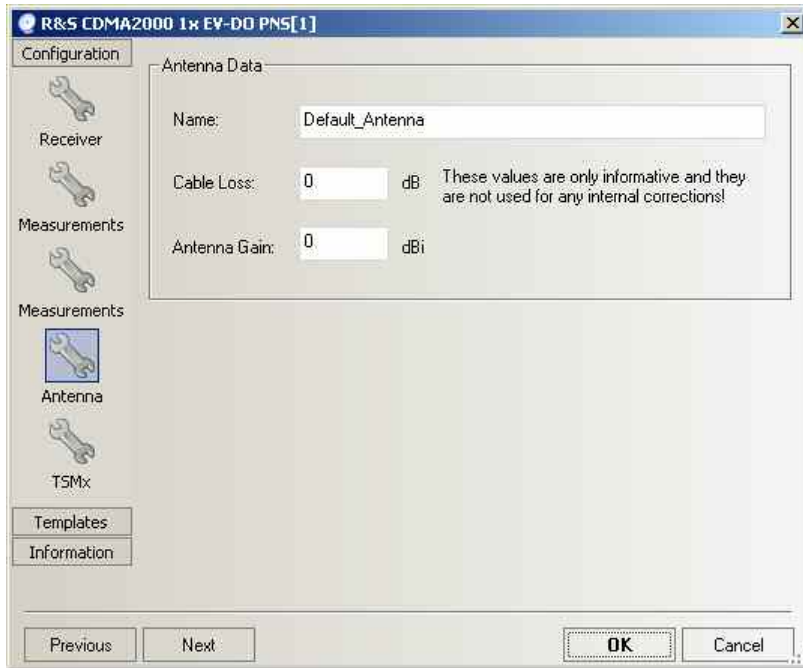 R&S CDMA2000 1x EV-DO PNS[1]
Configuration
Receiver
Measurements
Measurements
Antenna
TSMx
Templates
Information
Antenna Data
Name:
Default_Antenna
Cable Loss:
0
dB
These values are only informative and they
are not used for any internal corrections!
Antenna Gain:
0
dBi
Previous
Next
OK
Cancel